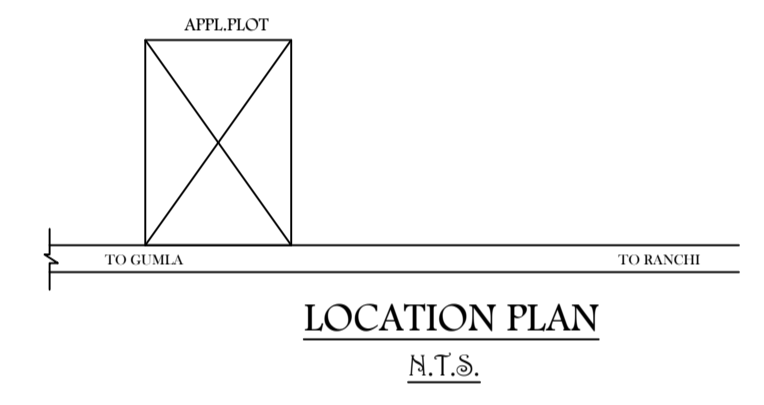 APPL.PLOT
TO GUMLA
TO RANCHI
LOCATION PLAN
N.T.S.